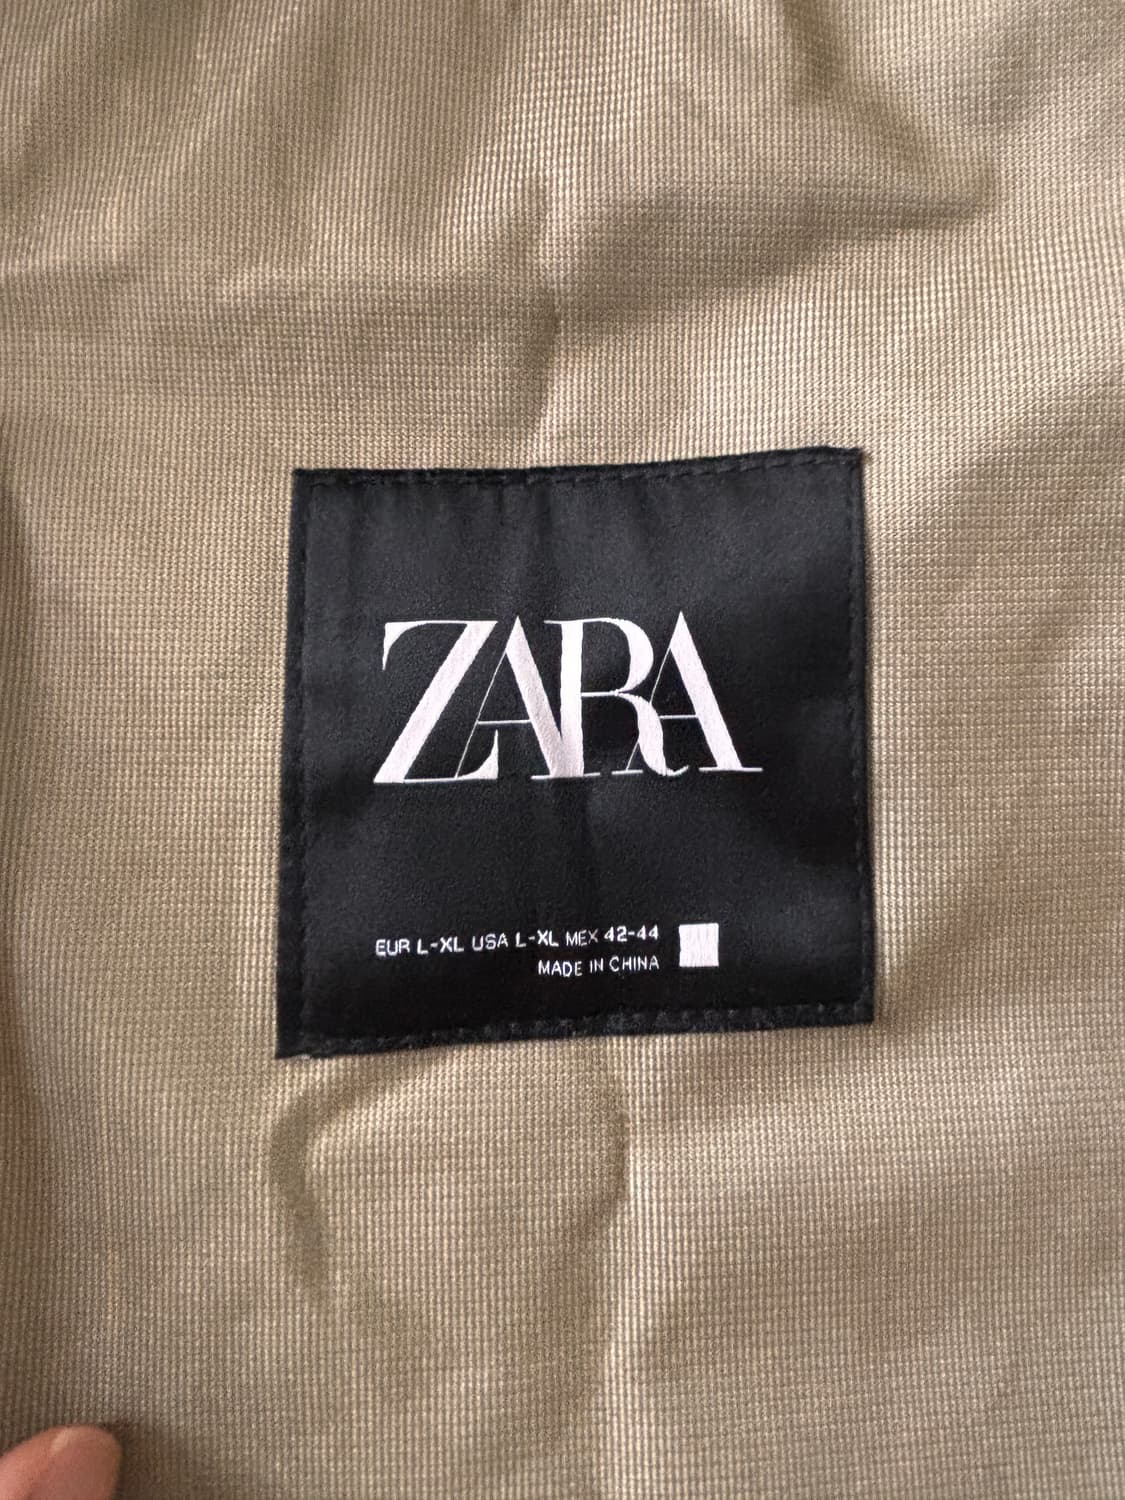 ZARA
EUR L-XL USA L-XL MEX 42-44
MADE IN CHINA